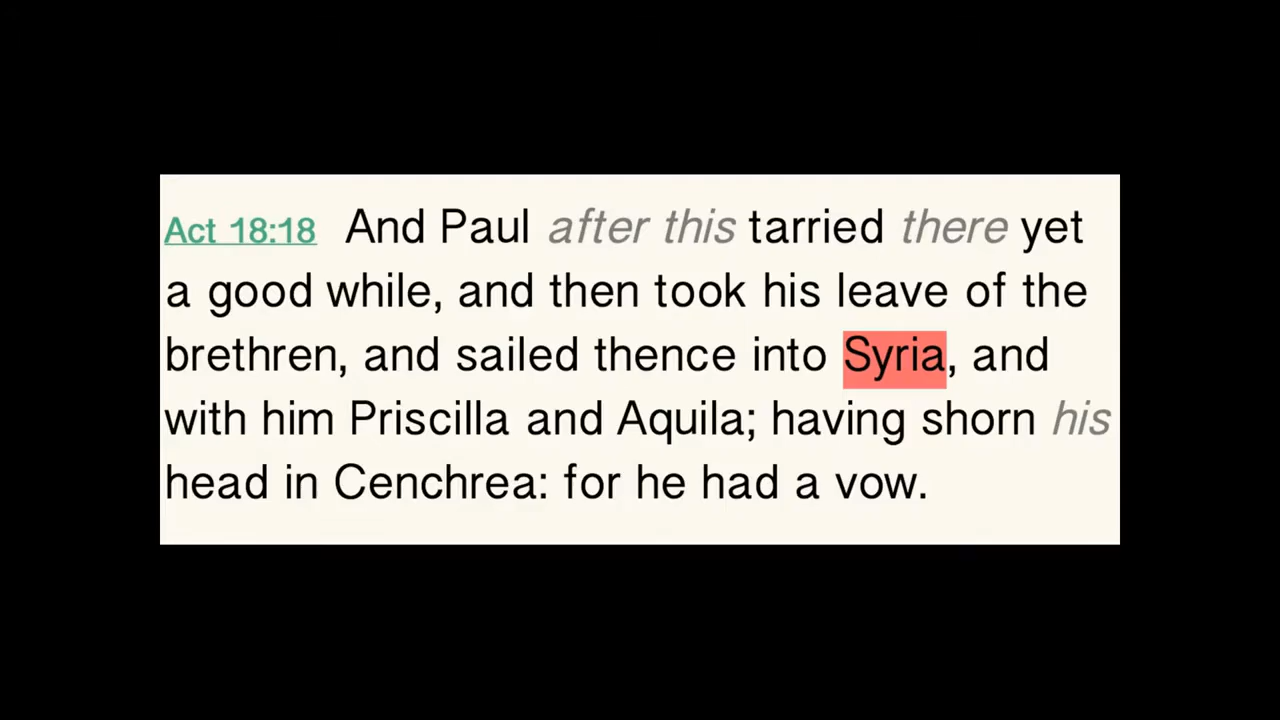 Act 18:18 And Paul after this tarried there yet
a good while, and then took his leave of the
brethren, and sailed thence into Syria, and
with him Priscilla and Aquila; having shorn his
head in Cenchrea: for he had a vow.